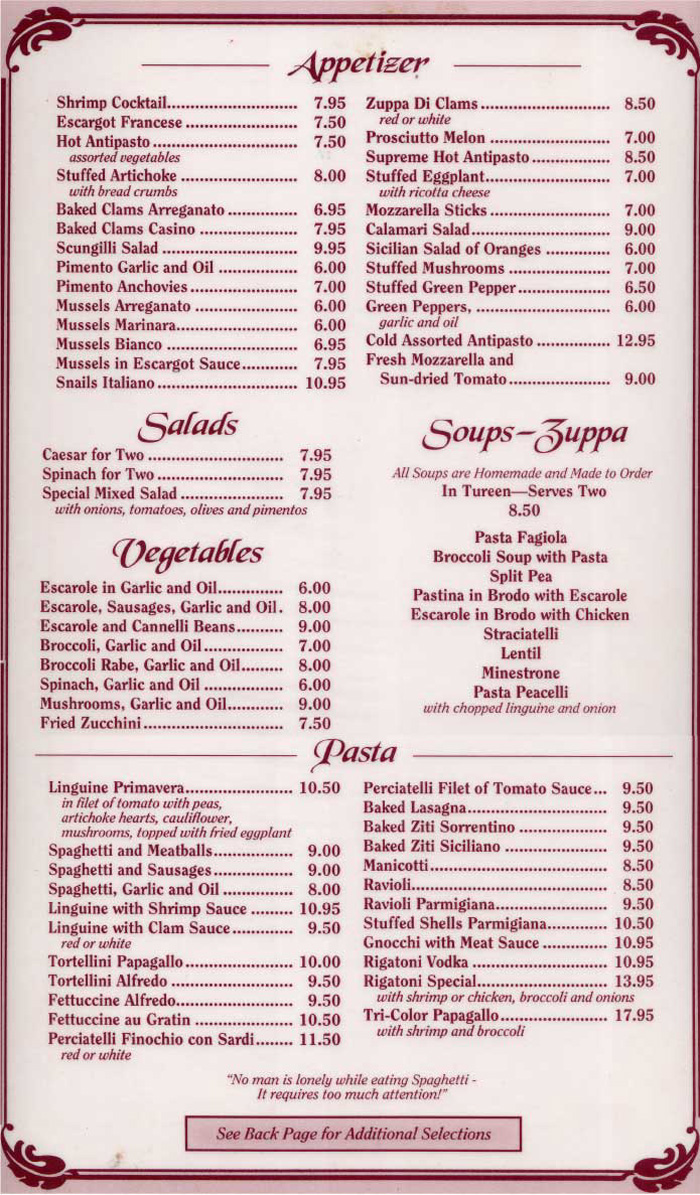 Appetizer
Shrimp Cocktail............................ 7.95
Escargot Francese ........................ 7.50
Hot Antipasto ............................... 7.50
assorted vegetables
Stuffed Artichoke ......................... 8.00
with bread crumbs
Baked Clams Arreganato ............... 6.95
Baked Clams Casino ..................... 7.95
Scungilli Salad ............................. 9.95
Pimento Garlic and Oil ................. 6.00
Pimento Anchovies ....................... 7.00
Mussels Arreganato ...................... 6.00
Mussels Marinara.......................... 6.00
Mussels Bianco ............................ 6.95
Mussels in Escargot Sauce............ 7.95
Snails Italiano .............................. 10.95
Zuppa Di Clams ............................ 8.50
red or white
Prosciutto Melon .......................... 7.00
Supreme Hot Antipasto ................. 8.50
Stuffed Eggplant........................... 7.00
with ricotta cheese
Mozzarella Sticks .......................... 7.00
Calamari Salad.............................. 9.00
Sicilian Salad of Oranges .............. 6.00
Stuffed Mushrooms ...................... 7.00
Stuffed Green Pepper .................... 6.50
Green Peppers, ............................. 6.00
garlic and oil
Cold Assorted Antipasto ................ 12.95
Fresh Mozzarella and
Sun-dried Tomato ...................... 9.00
Salads
Caesar for Two ............................. 7.95
Spinach for Two ........................... 7.95
Special Mixed Salad ...................... 7.95
with onions, tomatoes, olives and pimentos
Soups-Zuppa
All Soups are Homemade and Made to Order
In Tureen—Serves Two
8.50
Pasta Fagiola
Broccoli Soup with Pasta
Split Pea
Pastina in Brodo with Escarole
Escarole in Brodo with Chicken
Straciatelli
Lentil
Minestrone
Pasta Peacelli
with chopped linguine and onion
Vegetables
Escarole in Garlic and Oil.............. 6.00
Escarole, Sausages, Garlic and Oil. 8.00
Escarole and Cannelli Beans.......... 9.00
Broccoli, Garlic and Oil ................. 7.00
Broccoli Rabe, Garlic and Oil......... 8.00
Spinach, Garlic and Oil ................. 6.00
Mushrooms, Garlic and Oil............ 9.00
Fried Zucchini .............................. 7.50
Pasta
Linguine Primavera....................... 10.50
in filet of tomato with peas,
artichoke hearts, cauliflower,
mushrooms, topped with fried eggplant
Spaghetti and Meatballs................. 9.00
Spaghetti and Sausages................. 9.00
Spaghetti, Garlic and Oil ............... 8.00
Linguine with Shrimp Sauce ......... 10.95
Linguine with Clam Sauce............. 9.50
red or white
Tortellini Papagallo ....................... 10.00
Tortellini Alfredo .......................... 9.50
Fettuccine Alfredo......................... 9.50
Fettuccine au Gratin ..................... 10.50
Perciatelli Finochio con Sardi........ 11.50
red or white
Perciatelli Filet of Tomato Sauce... 9.50
Baked Lasagna.............................. 9.50
Baked Ziti Sorrentino ................... 9.50
Baked Ziti Siciliano ...................... 9.50
Manicotti ...................................... 8.50
Ravioli.......................................... 8.50
Ravioli Parmigiana........................ 9.50
Stuffed Shells Parmigiana............. 10.50
Gnocchi with Meat Sauce .............. 10.95
Rigatoni Vodka ............................. 10.95
Rigatoni Special............................ 13.95
with shrimp or chicken, broccoli and onions
Tri-Color Papagallo ....................... 17.95
with shrimp and broccoli
"No man is lonely while eating Spaghetti -
It requires too much attention!"
See Back Page for Additional Selections